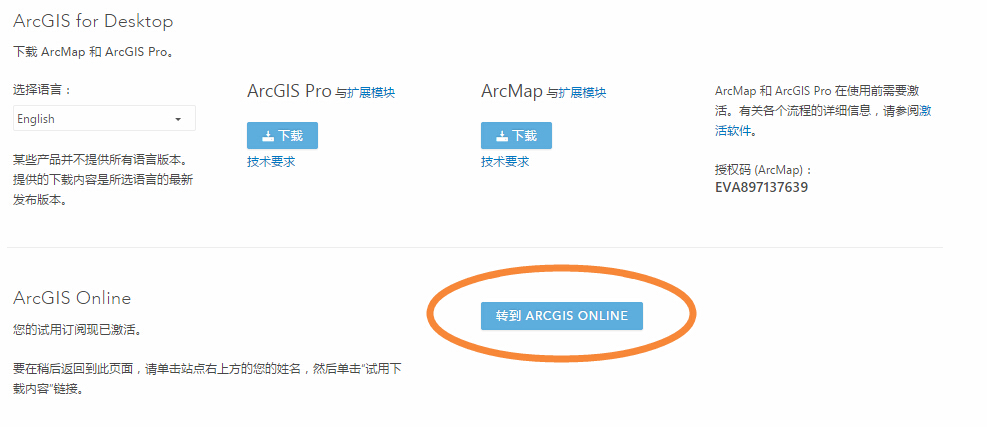 ArcGIS for Desktop
下载 ArcMap 和 ArcGIS Pro。
选择语言：
English
某些产品并不提供所有语言版本。
提供的下载内容是所选语言的最新
发布版本。
ArcGIS Pro 与扩展模块
下载
技术要求
ArcMap 与扩展模块
下载
技术要求
ArcMap 和 ArcGIS Pro 在使用前需要激
活。有关各个流程的详细信息，请参阅激
活软件。
授权码 (ArcMap)：
EVA897137639
ArcGIS Online
您的试用订阅现已激活。
要在稍后返回到此页面，请单击站点右上方的您的姓名，然后单击“试用下
载内容”链接。
转到 ARCGIS ONLINE